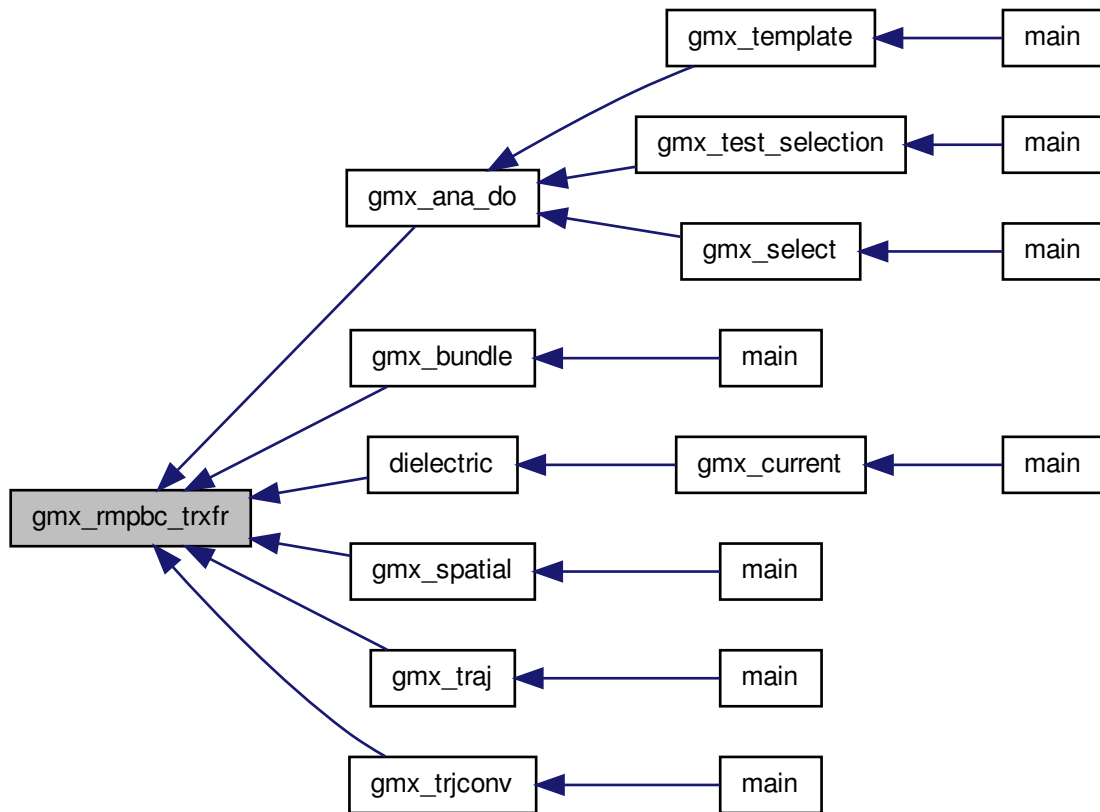 gmx_template
main
gmx_test_selection
main
gmx_ana_do
gmx_select
main
gmx_bundle
main
dielectric
gmx_current
main
gmx_rmpbc_trxfr
gmx_spatial
main
gmx_traj
main
gmx_trjconv
main